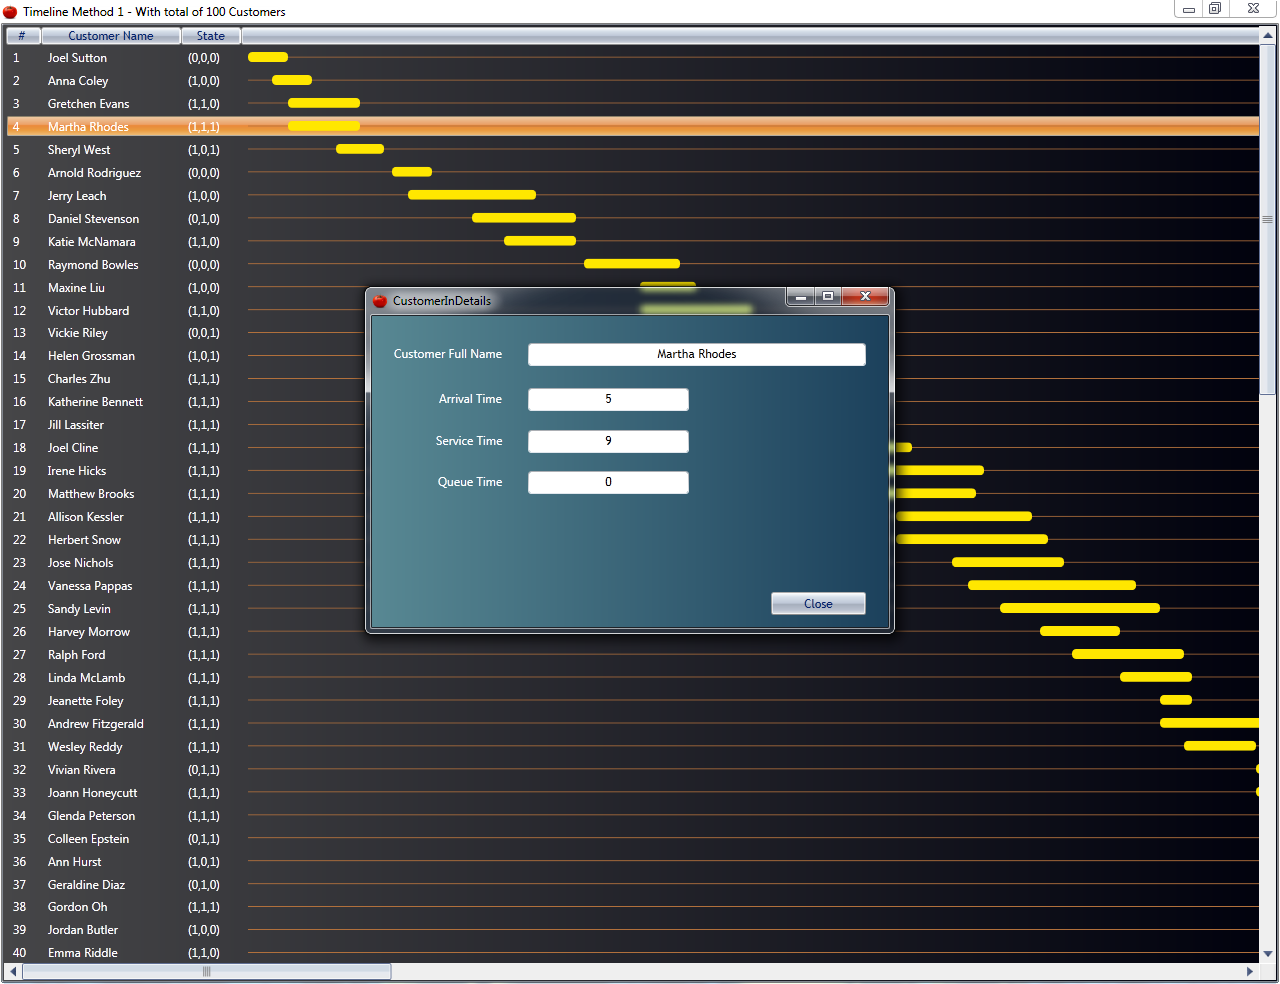 Timeline Method 1 - With total of 100 Customers
# Customer Name State
1 Joel Sutton (0,0,0)
2 Anna Coley (1,0,0)
3 Gretchen Evans (1,1,0)
4 Martha Rhodes (1,1,1)
5 Sheryl West (1,0,1)
6 Arnold Rodriguez (0,0,0)
7 Jerry Leach (1,0,0)
8 Daniel Stevenson (0,1,0)
9 Katie McNamara (1,1,0)
10 Raymond Bowles (0,0,0)
11 Maxine Liu (1,0,0)
12 Victor Hubbard (1,1,0)
13 Vickie Riley (0,0,1)
14 Helen Grossman (1,0,1)
15 Charles Zhu (1,1,1)
16 Katherine Bennett (1,1,1)
17 Jill Lassiter (1,1,1)
18 Joel Cline (1,1,1)
19 Irene Hicks (1,1,1)
20 Matthew Brooks (1,1,1)
21 Allison Kessler (1,1,1)
22 Herbert Snow (1,1,1)
23 Jose Nichols (1,1,1)
24 Vanessa Pappas (1,1,1)
25 Sandy Levin (1,1,1)
26 Harvey Morrow (1,1,1)
27 Ralph Ford (1,1,1)
28 Linda McLamb (1,1,1)
29 Jeanette Foley (1,1,1)
30 Andrew Fitzgerald (1,1,1)
31 Wesley Reddy (1,1,1)
32 Vivian Rivera (0,1,1)
33 Joann Honeycutt (1,1,1)
34 Glenda Peterson (1,1,1)
35 Colleen Epstein (0,1,1)
36 Ann Hurst (1,0,1)
37 Geraldine Diaz (0,1,0)
38 Gordon Oh (1,1,1)
39 Jordan Butler (1,0,0)
40 Emma Riddle (1,1,0)
CustomerInDetails
Customer Full Name Martha Rhodes
Arrival Time 5
Service Time 9
Queue Time 0
Close